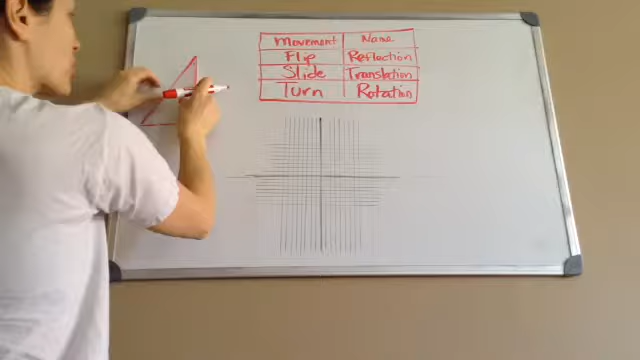 Movement Name
Flip Reflection
Slide Translation
Turn Rotation